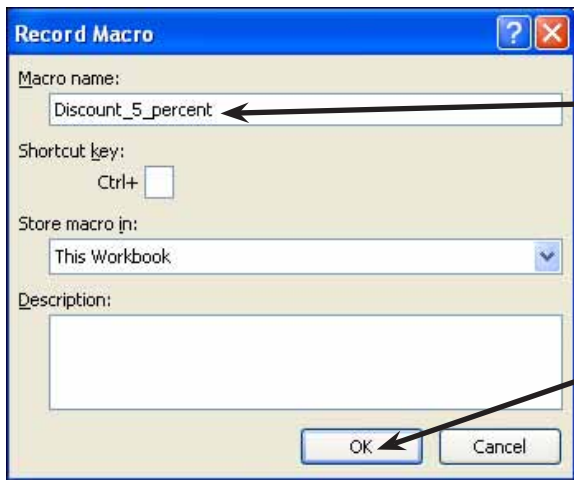 Record Macro
Macro name:
Discount_5_percent
Shortcut key:
Ctrl+
Store macro in:
This Workbook
Description:
OK Cancel